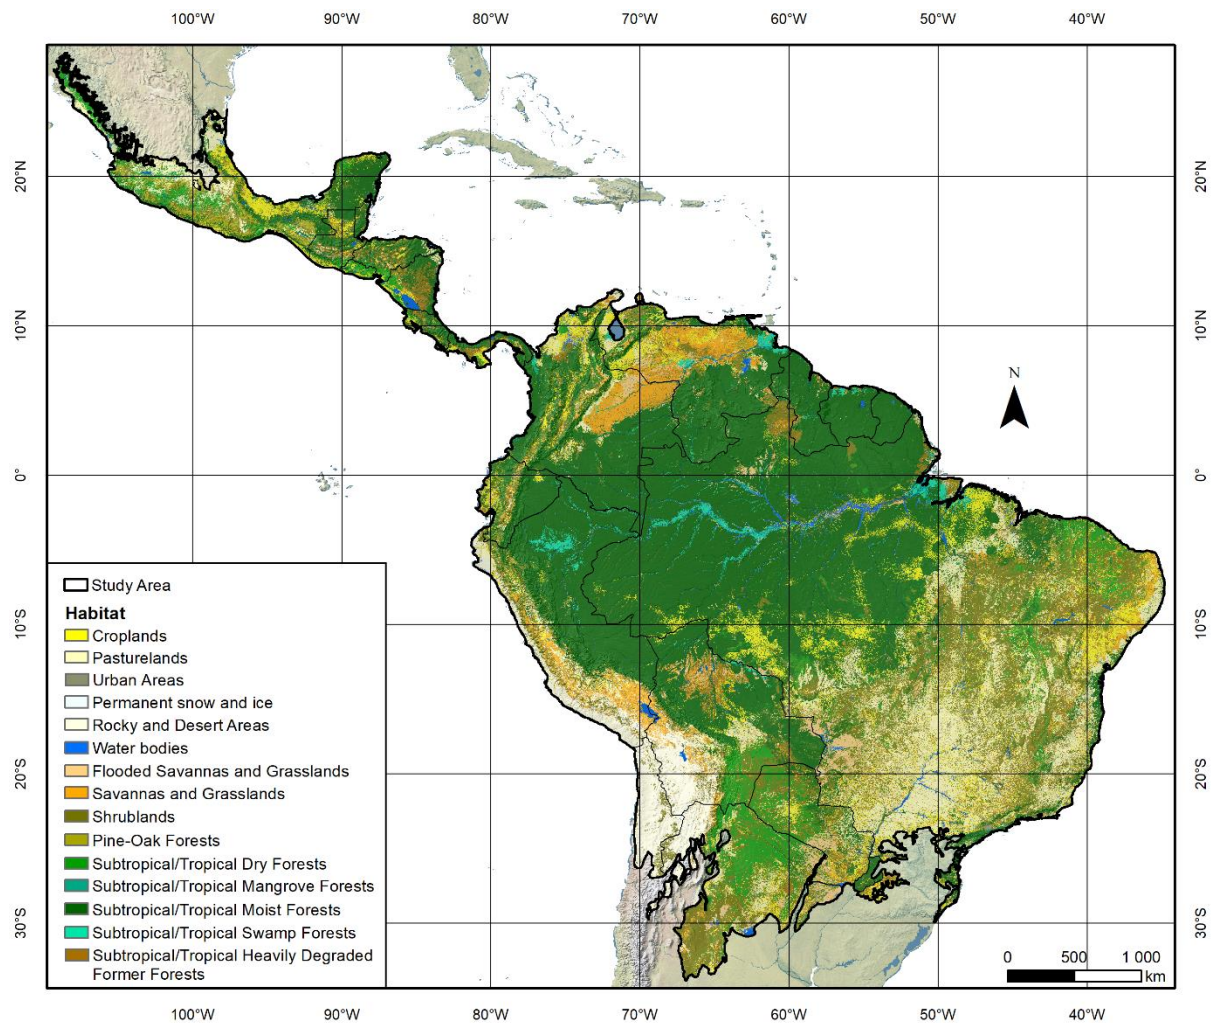 100°W 90°W 80°W 70°W 60°W 50°W 40°W
20°N 20°N
10°N 10°N
N
0° 0°
Study Area
Habitat
10°S 10°S
Croplands
Pasturelands
Urban Areas
Permanent snow and ice
Rocky and Desert Areas
Water bodies
Flooded Savannas and Grasslands
20°S 20°S
Savannas and Grasslands
Shrublands
Pine-Oak Forests
Subtropical/Tropical Dry Forests
Subtropical/Tropical Mangrove Forests
Subtropical/Tropical Moist Forests
30°S 30°S
Subtropical/Tropical Swamp Forests
Subtropical/Tropical Heavily Degraded
Former Forests
0 500 1 000
km
100°W 90°W 80°W 70°W 60°W 50°W 40°W